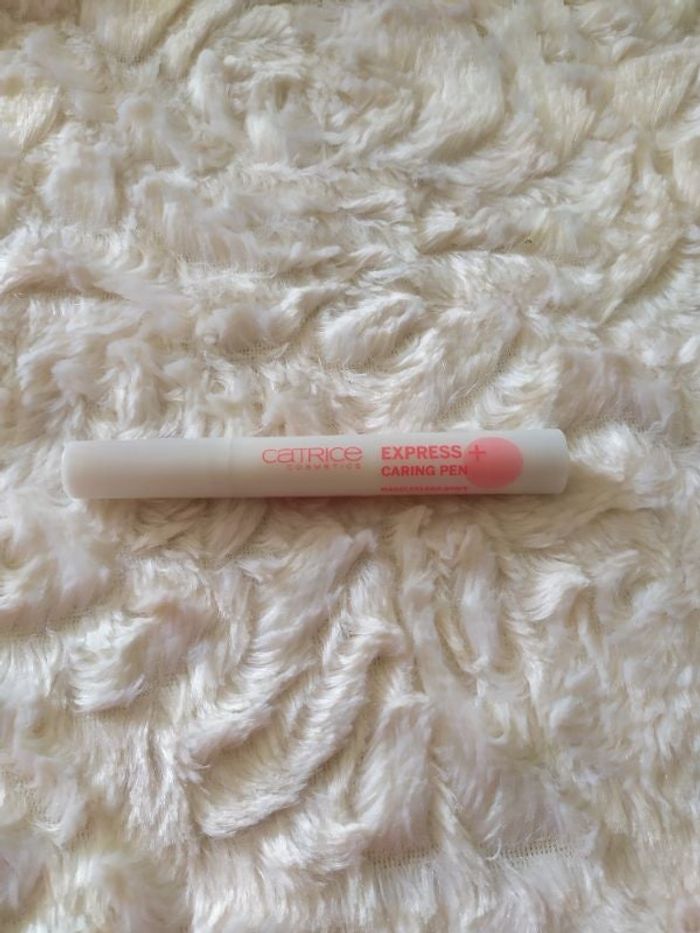 CATRICE
COSMETICS
EXPRESS +
CARING PEN